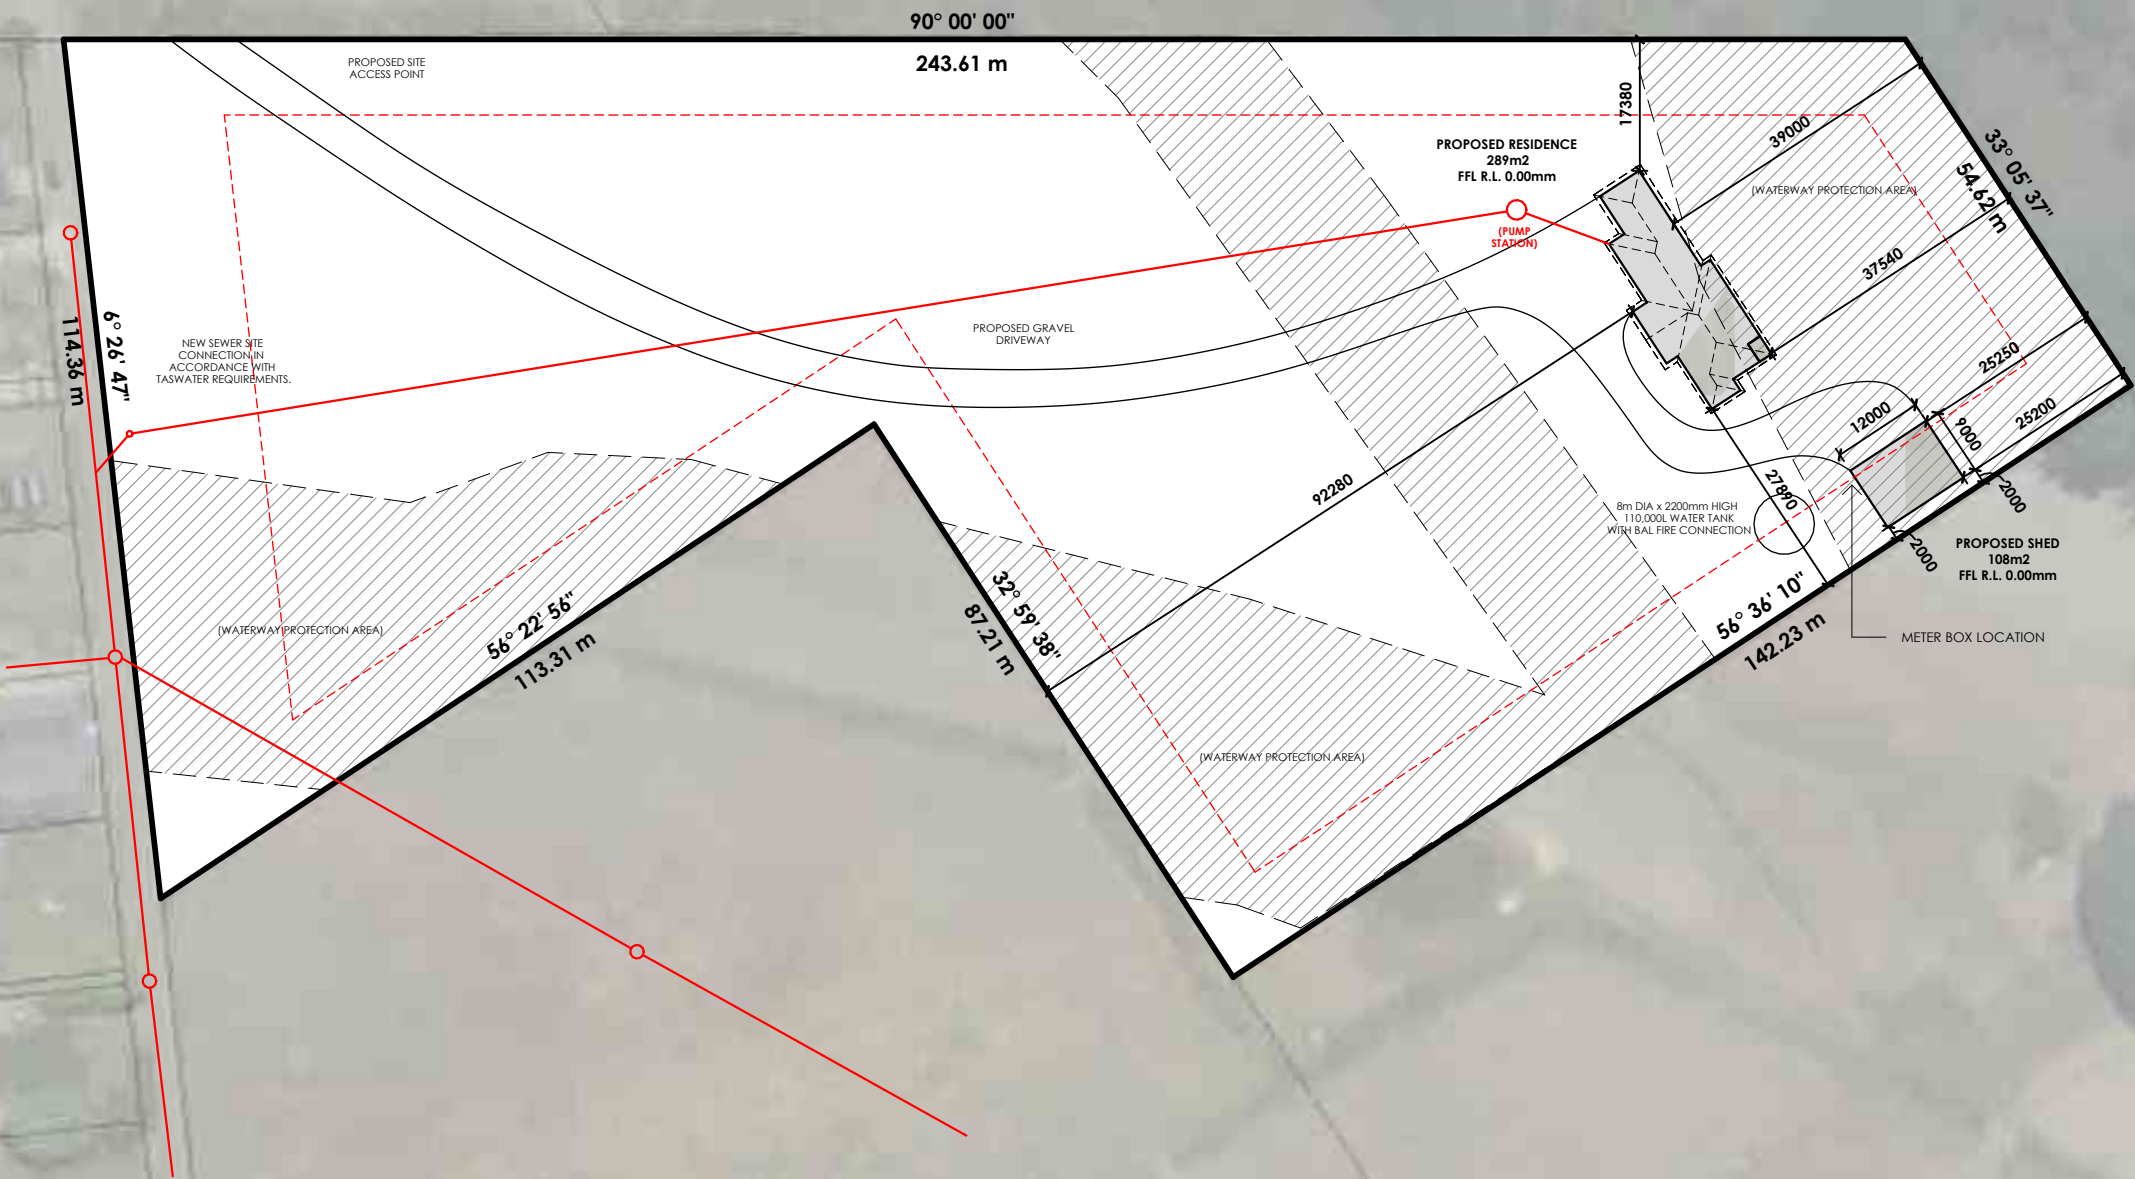 90° 00' 00"
243.61 m
PROPOSED SITE
ACCESS POINT
17380
39000
33° 05' 37"
54.62 m
PROPOSED RESIDENCE
289m2
FFL R.L. 0.00mm
(WATERWAY PROTECTION AREA)
(PUMP
STATION)
37540
6° 26' 47"
114.36 m
NEW SEWER SITE
CONNECTION IN
ACCORDANCE WITH
TASWATER REQUIREMENTS.
PROPOSED GRAVEL
DRIVEWAY
25250
12000
9000
25200
92280
27890
2000
2000
8m DIA x 2200mm HIGH
110,000L WATER TANK
WITH BAL FIRE CONNECTION
PROPOSED SHED
108m2
FFL R.L. 0.00mm
(WATERWAY PROTECTION AREA)
56° 22' 56"
113.31 m
32° 59' 38"
87.21 m
56° 36' 10"
142.23 m
METER BOX LOCATION
(WATERWAY PROTECTION AREA)